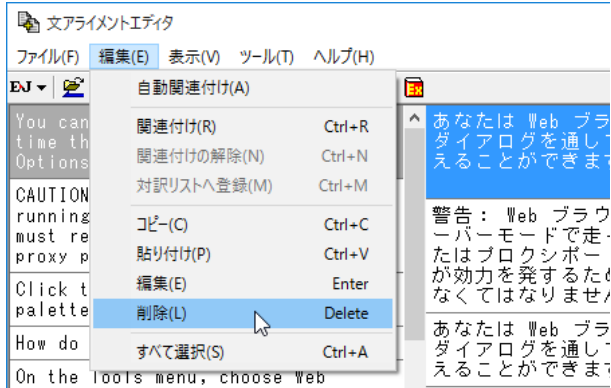 文アライメントエディタ
ファイル(F) 編集(E) 表示(V) ツール(T) ヘルプ(H)
EJ
自動関連付け(A)
関連付け(R) Ctrl+R
関連付けの解除(N) Ctrl+N
対訳リストへ登録(M) Ctrl+M
コピー(C) Ctrl+C
貼り付け(P) Ctrl+V
編集(E) Enter
削除(L) Delete
すべて選択(S) Ctrl+A
You can
time th
Options
CAUTION
running
must re
proxy p
Click t
palette
How do
On the Tools menu, choose Web
あなたは Web ブラ
ダイアログを通して
えることができます
警告： Web ブラウ
ーバーモードで走
たはプロクシポー
が効力を発するため
なくてはなりません
あなたは Web ブラ
ダイアログを通して
えることができます